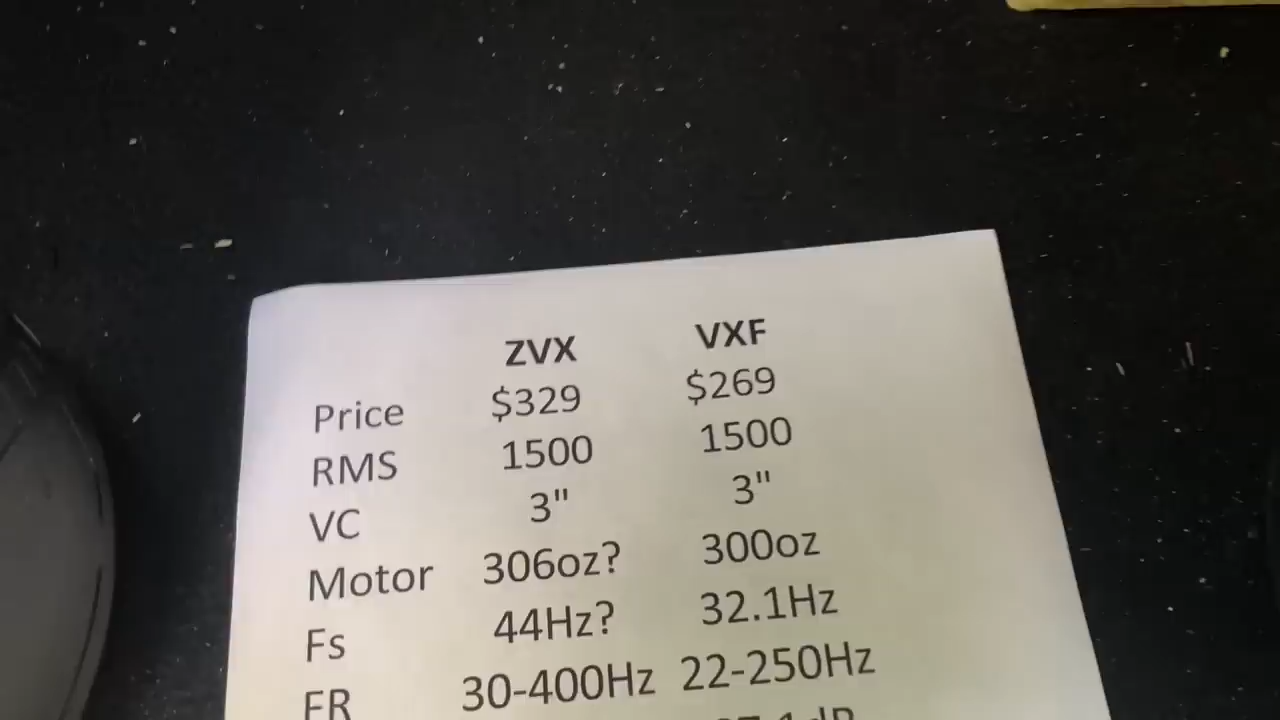 ZVX VXF
Price $329 $269
RMS 1500 1500
VC 3" 3"
Motor 306oz? 300oz
Fs 44Hz? 32.1Hz
FR 30-400Hz 22-250Hz